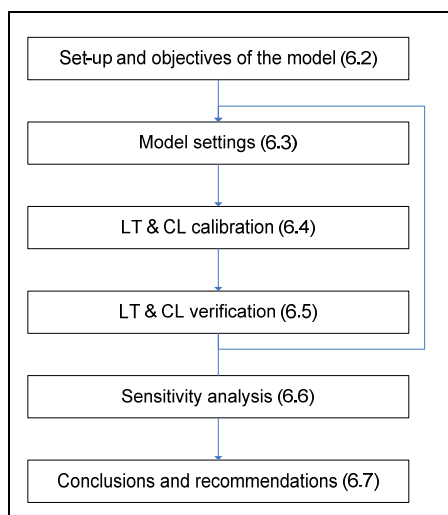 Set-up and objectives of the model (6.2)
Model settings (6.3)
LT & CL calibration (6.4)
LT & CL verification (6.5)
Sensitivity analysis (6.6)
Conclusions and recommendations (6.7)